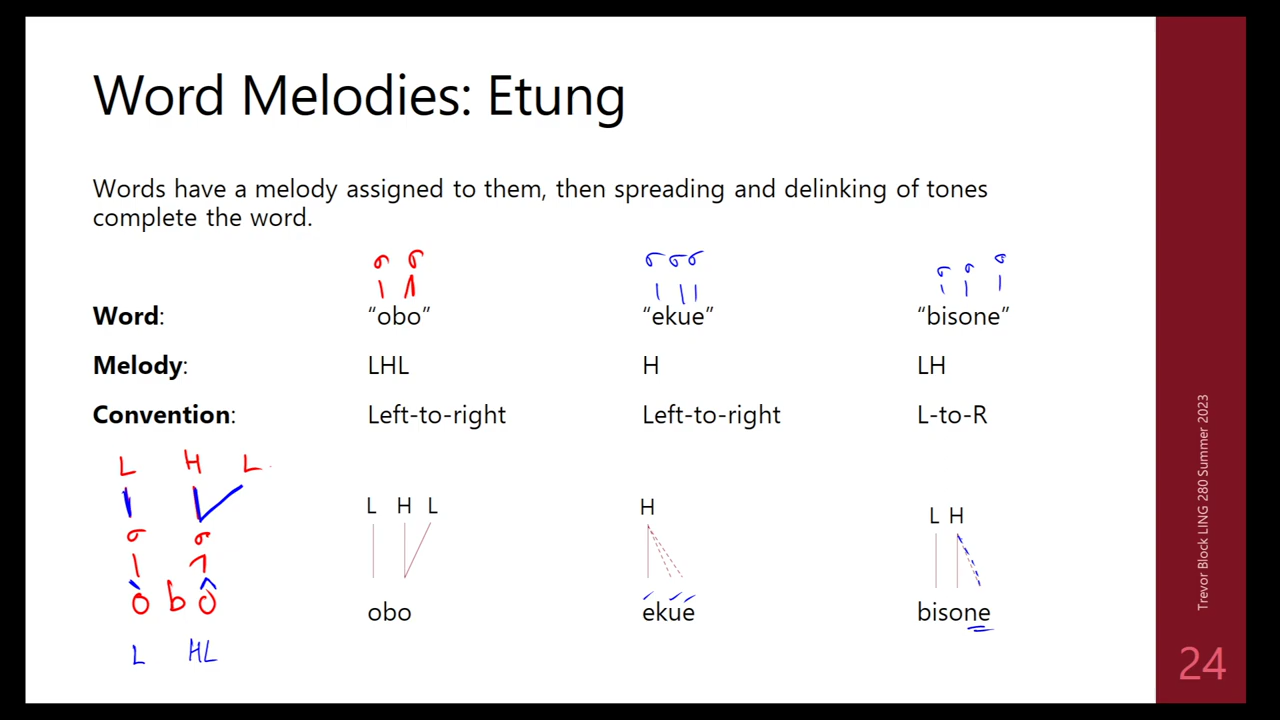 Word Melodies: Etung
Words have a melody assigned to them, then spreading and delinking of tones
complete the word.
σ σ σ σ σ σ σ σ
Word: “obo” “ekue” “bisone”
Melody: LHL H LH
Convention: Left-to-right Left-to-right L-to-R
L H L
L H L H L H
σ σ
ò b ô obo ékúé bisone
L HL
Trevor Block LING 280 Summer 2023
24